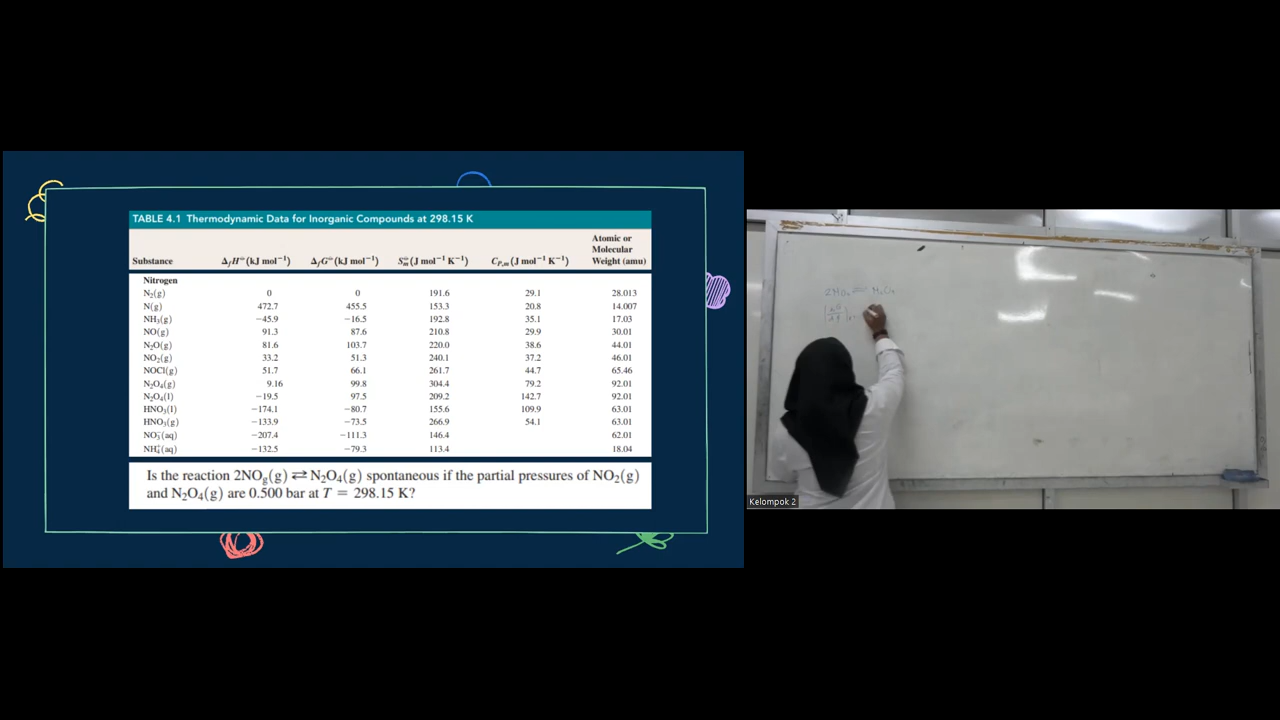 TABLE 4.1 Thermodynamic Data for Inorganic Compounds at 298.15 K
Substance ΔfH°(kJ mol⁻¹) ΔfG°(kJ mol⁻¹) S°m(J mol⁻¹ K⁻¹) CP,m(J mol⁻¹ K⁻¹) Atomic or Molecular Weight (amu)
Nitrogen
N₂(g) 0 0 191.6 29.1 28.013
N(g) 472.7 455.5 153.3 20.8 14.007
NH₃(g) −45.9 −16.5 192.8 35.1 17.03
NO(g) 91.3 87.6 210.8 29.9 30.01
N₂O(g) 81.6 103.7 220.0 38.6 44.01
NO₂(g) 33.2 51.3 240.1 37.2 46.01
NOCl(g) 51.7 66.1 261.7 44.7 65.46
N₂O₄(g) 9.16 99.8 304.4 79.2 92.01
N₂O₄(l) −19.5 97.5 209.2 142.7 92.01
HNO₃(l) −174.1 −80.7 155.6 109.9 63.01
HNO₃(g) −133.9 −73.5 266.9 54.1 63.01
NO₃⁻(aq) −207.4 −111.3 146.4 62.01
NH₄⁺(aq) −132.5 −79.3 113.4 18.04
Is the reaction 2NOg(g) ⇄ N₂O₄(g) spontaneous if the partial pressures of NO₂(g)
and N₂O₄(g) are 0.500 bar at T = 298.15 K?
2NO₂ ⇌ N₂O₄
Kelompok 2